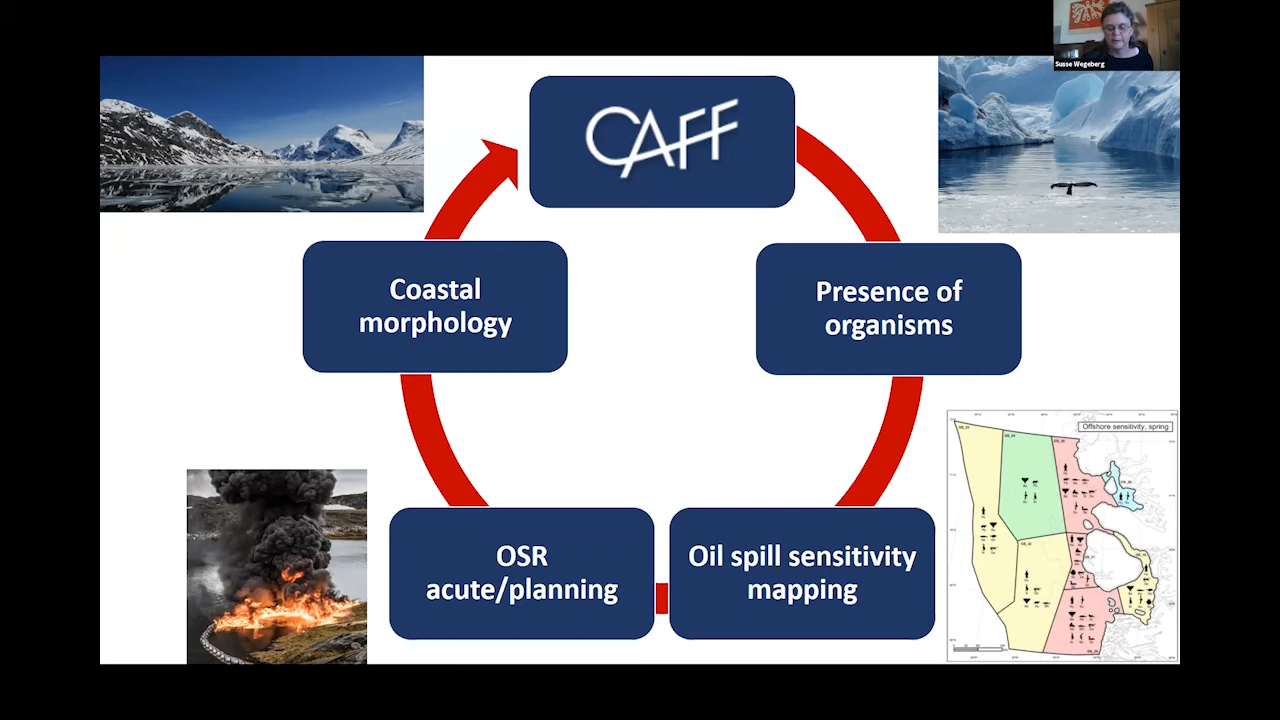 Susse Wegeberg
CAFF
Coastal
morphology
Presence of
organisms
Offshore sensitivity, spring
OSR
acute/planning
Oil spill sensitivity
mapping